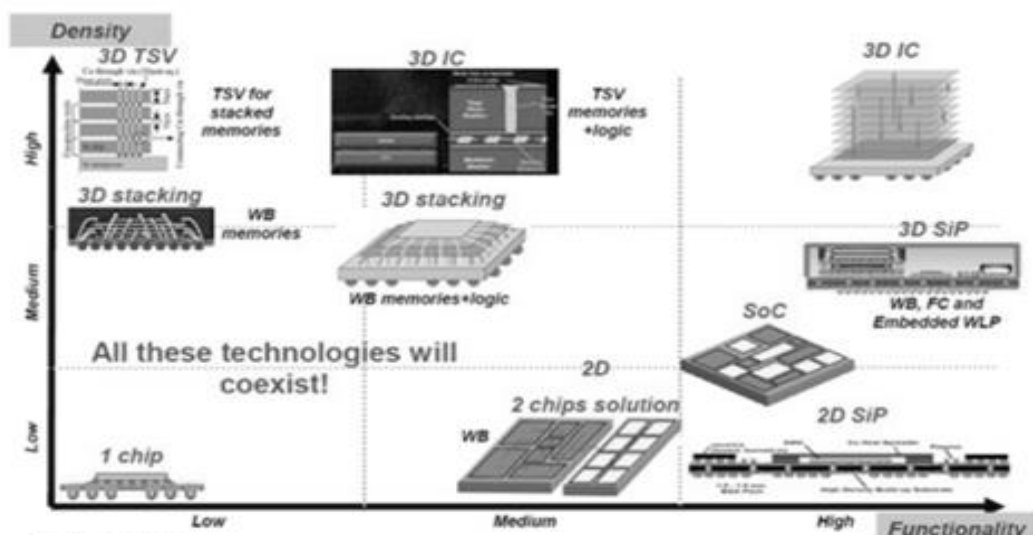 Density
3D TSV
3D IC
3D IC
TSV for
stacked
memories
TSV
memories
+logic
High
3D stacking
WB
memories
3D stacking
3D SiP
WB memories+logic
WB, FC and
Embedded WLP
Medium
SoC
All these technologies will
coexist!
2D
2 chips solution
WB
2D SiP
Low
1 chip
Low
Medium
High
Functionality